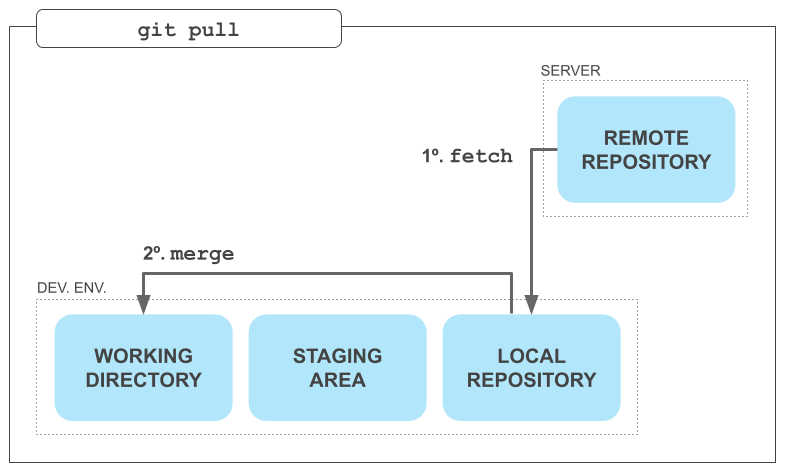 git pull
SERVER
REMOTE
REPOSITORY
1º. fetch
2º. merge
DEV. ENV.
WORKING
DIRECTORY
STAGING
AREA
LOCAL
REPOSITORY